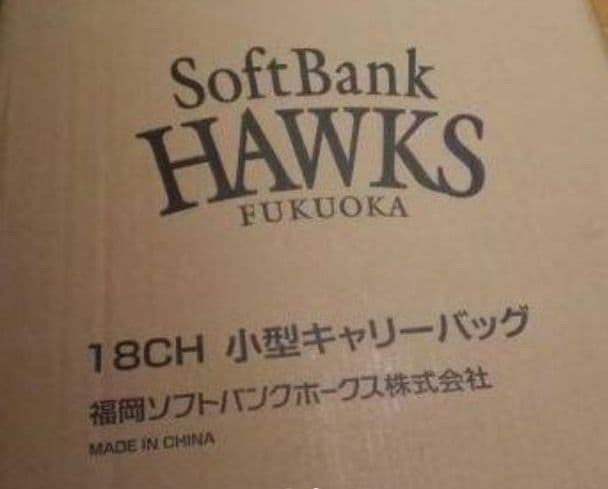 SoftBank
HAWKS
FUKUOKA
18CH 小型キャリーバッグ
福岡ソフトバンクホークス株式会社
MADE IN CHINA